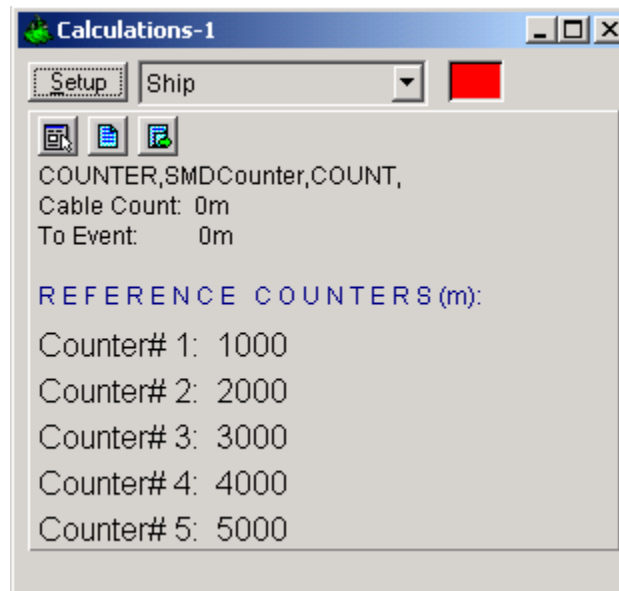 Calculations-1
Setup Ship
COUNTER,SMDCounter,COUNT,
Cable Count: 0m
To Event: 0m
REFERENCE COUNTERS(m):
Counter# 1: 1000
Counter# 2: 2000
Counter# 3: 3000
Counter# 4: 4000
Counter# 5: 5000